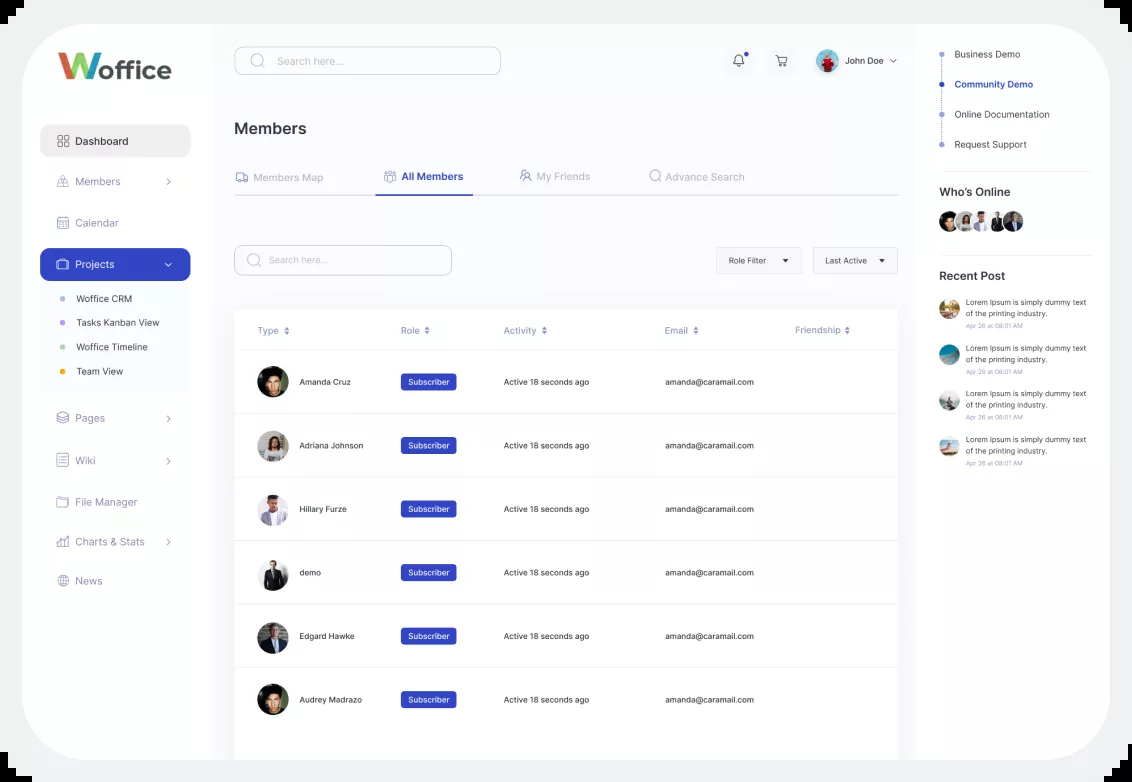 Woffice
Dashboard
Members
Calendar
Projects
Woffice CRM
Tasks Kanban View
Woffice Timeline
Team View
Pages
Wiki
File Manager
Charts & Stats
News
Search here...
John Doe
Members
Members Map
All Members
My Friends
Advance Search
Search here...
Role Filter
Last Active
Type Role Activity Email Friendship
Amanda Cruz Subscriber Active 18 seconds ago amanda@caramail.com
Adriana Johnson Subscriber Active 18 seconds ago amanda@caramail.com
Hillary Furze Subscriber Active 18 seconds ago amanda@caramail.com
demo Subscriber Active 18 seconds ago amanda@caramail.com
Edgard Hawke Subscriber Active 18 seconds ago amanda@caramail.com
Audrey Madrazo Subscriber Active 18 seconds ago amanda@caramail.com
Business Demo
Community Demo
Online Documentation
Request Support
Who's Online
Recent Post
Lorem Ipsum is simply dummy text
of the printing industry.
Apr 26 at 08:01 AM
Lorem Ipsum is simply dummy text
of the printing industry.
Apr 26 at 08:01 AM
Lorem Ipsum is simply dummy text
of the printing industry.
Apr 26 at 08:01 AM
Lorem Ipsum is simply dummy text
of the printing industry.
Apr 26 at 08:01 AM